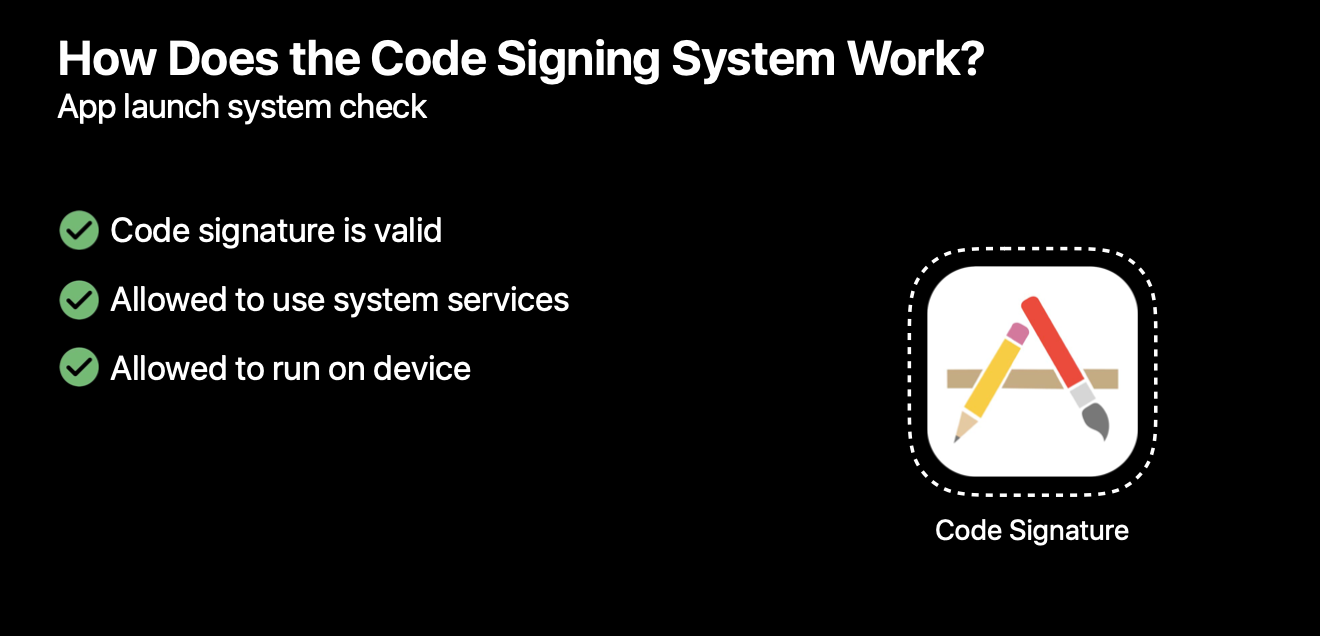 How Does the Code Signing System Work?
App launch system check
Code signature is valid
Allowed to use system services
Allowed to run on device
Code Signature